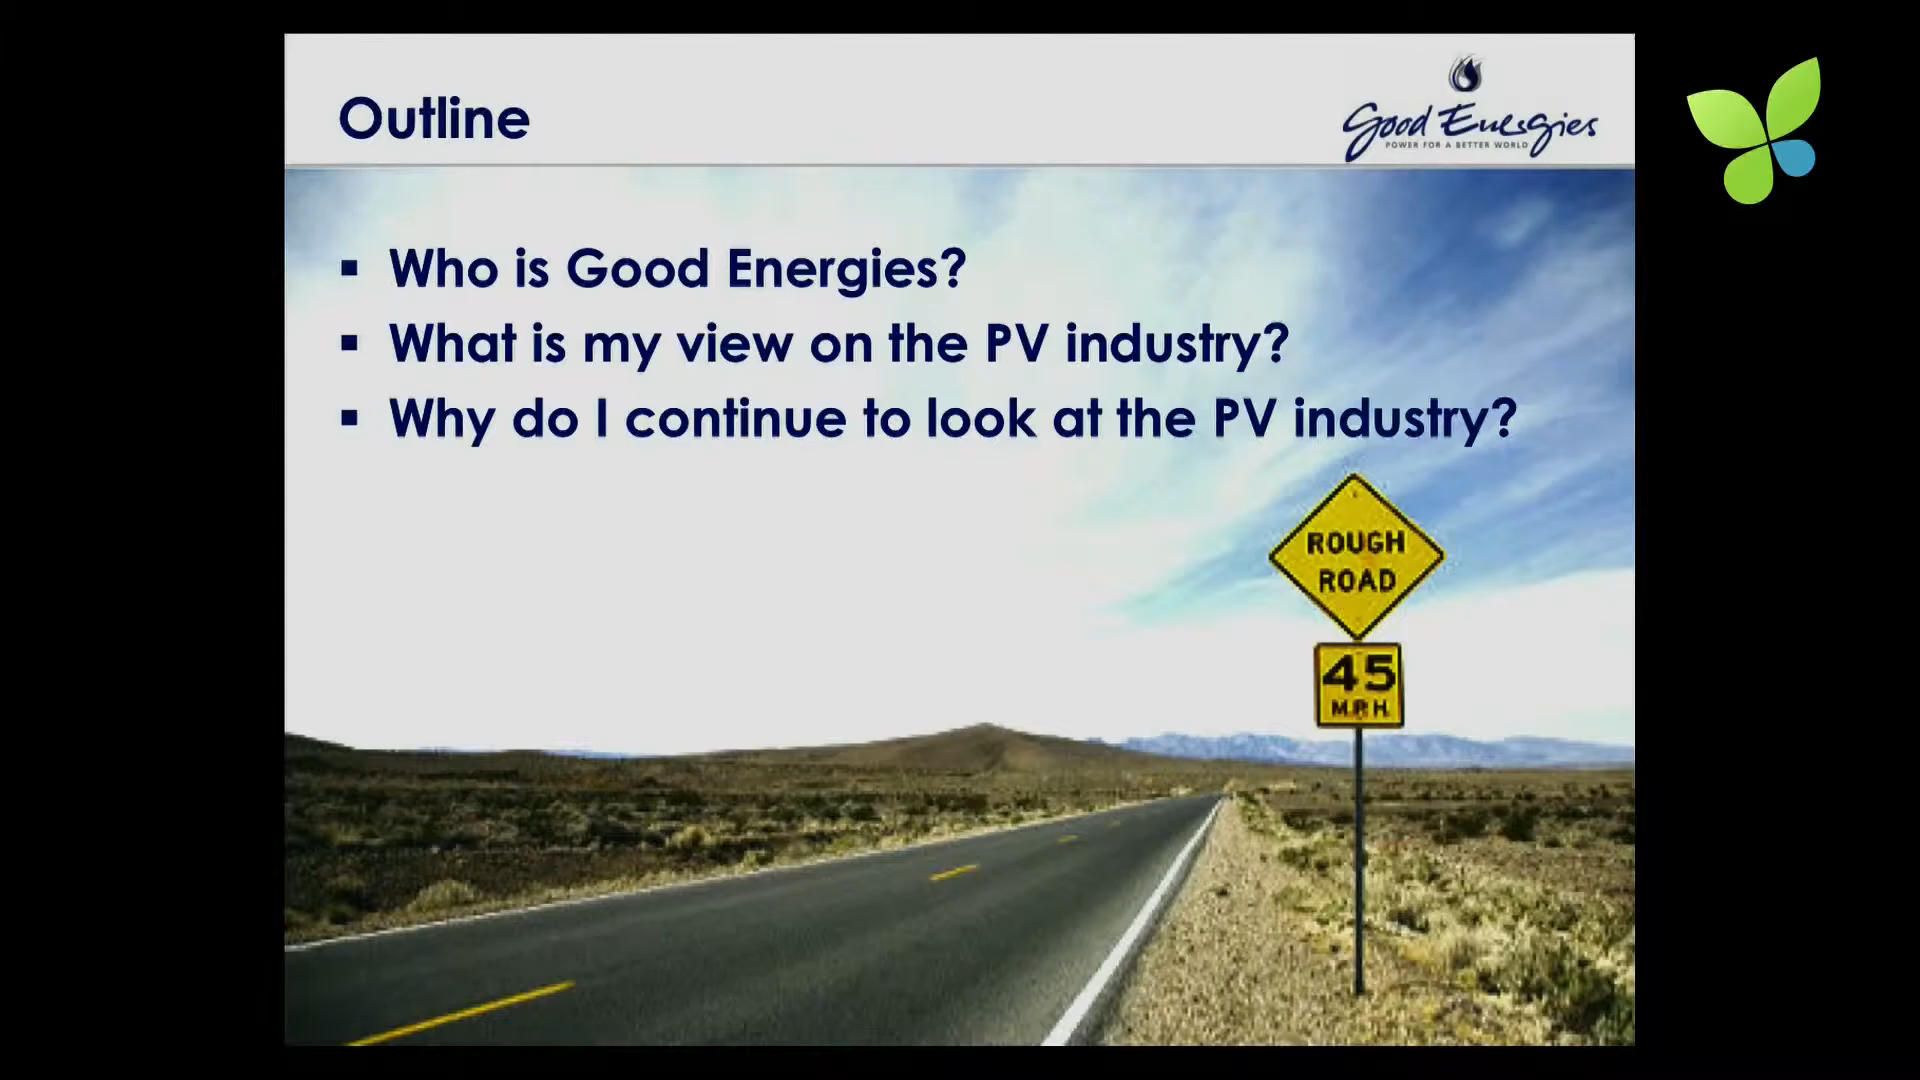 Outline
Good Energies
POWER FOR A BETTER WORLD
▪ Who is Good Energies?
▪ What is my view on the PV industry?
▪ Why do I continue to look at the PV industry?
ROUGH
ROAD
45
M.P.H.